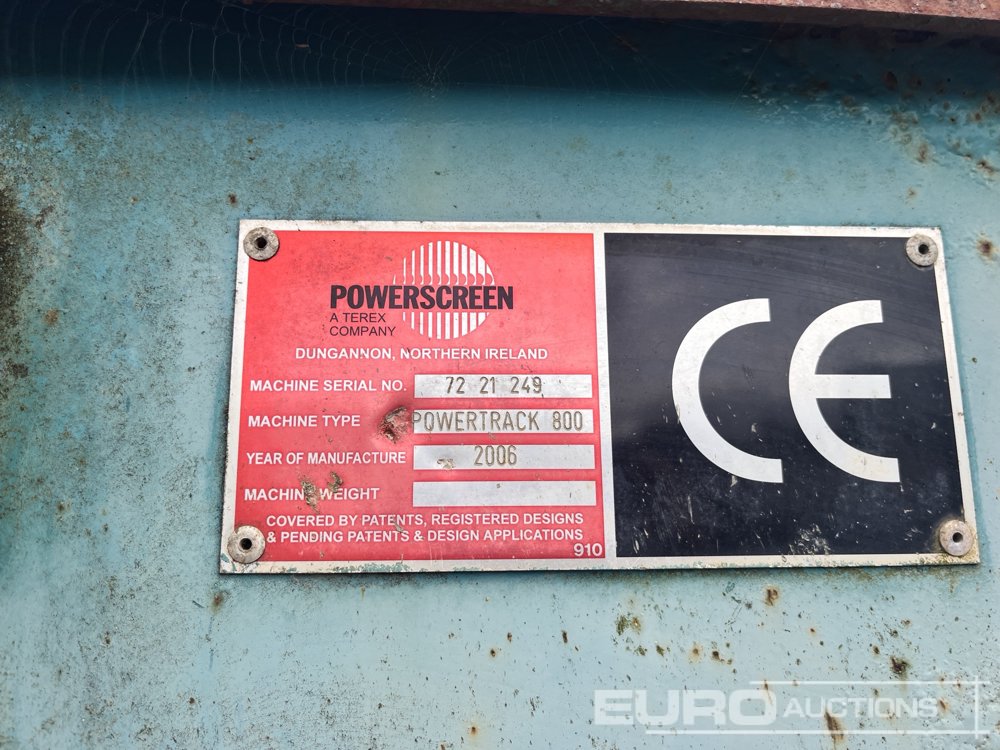 POWERSCREEN
A TEREX
COMPANY
DUNGANNON, NORTHERN IRELAND
MACHINE SERIAL NO. 72 21 249
MACHINE TYPE POWERTRACK 800
YEAR OF MANUFACTURE 2006
MACHINE WEIGHT
COVERED BY PATENTS, REGISTERED DESIGNS
& PENDING PATENTS & DESIGN APPLICATIONS
910
CE
EURO AUCTIONS